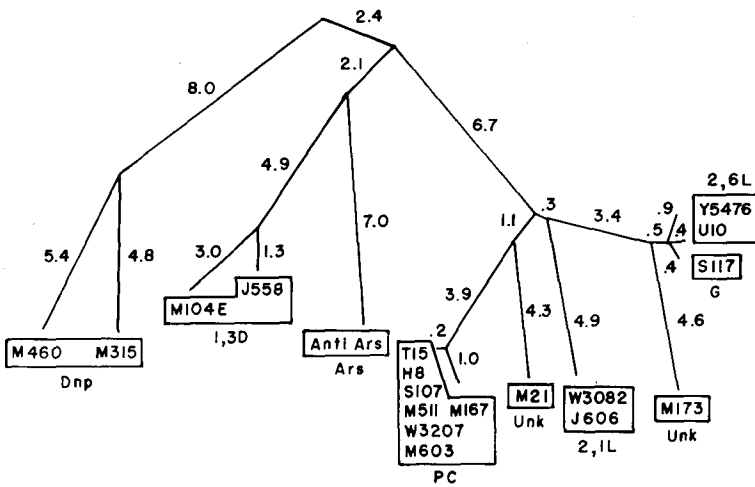 2.4
2.1
8.0
6.7
4.9
7.0
5.4
4.8
3.0
1.3
1.1
.3
3.4
.5
.9
.4
.4
2,6L
Y5476
U10
S117
G
3.9
4.3
4.9
4.6
.2
1.0
M460 M315
Dnp
J558
M104E
1,3D
Anti Ars
Ars
T15
H8
S107
M511 M167
W3207
M603
PC
M21
Unk
W3082
J606
2,1L
M173
Unk